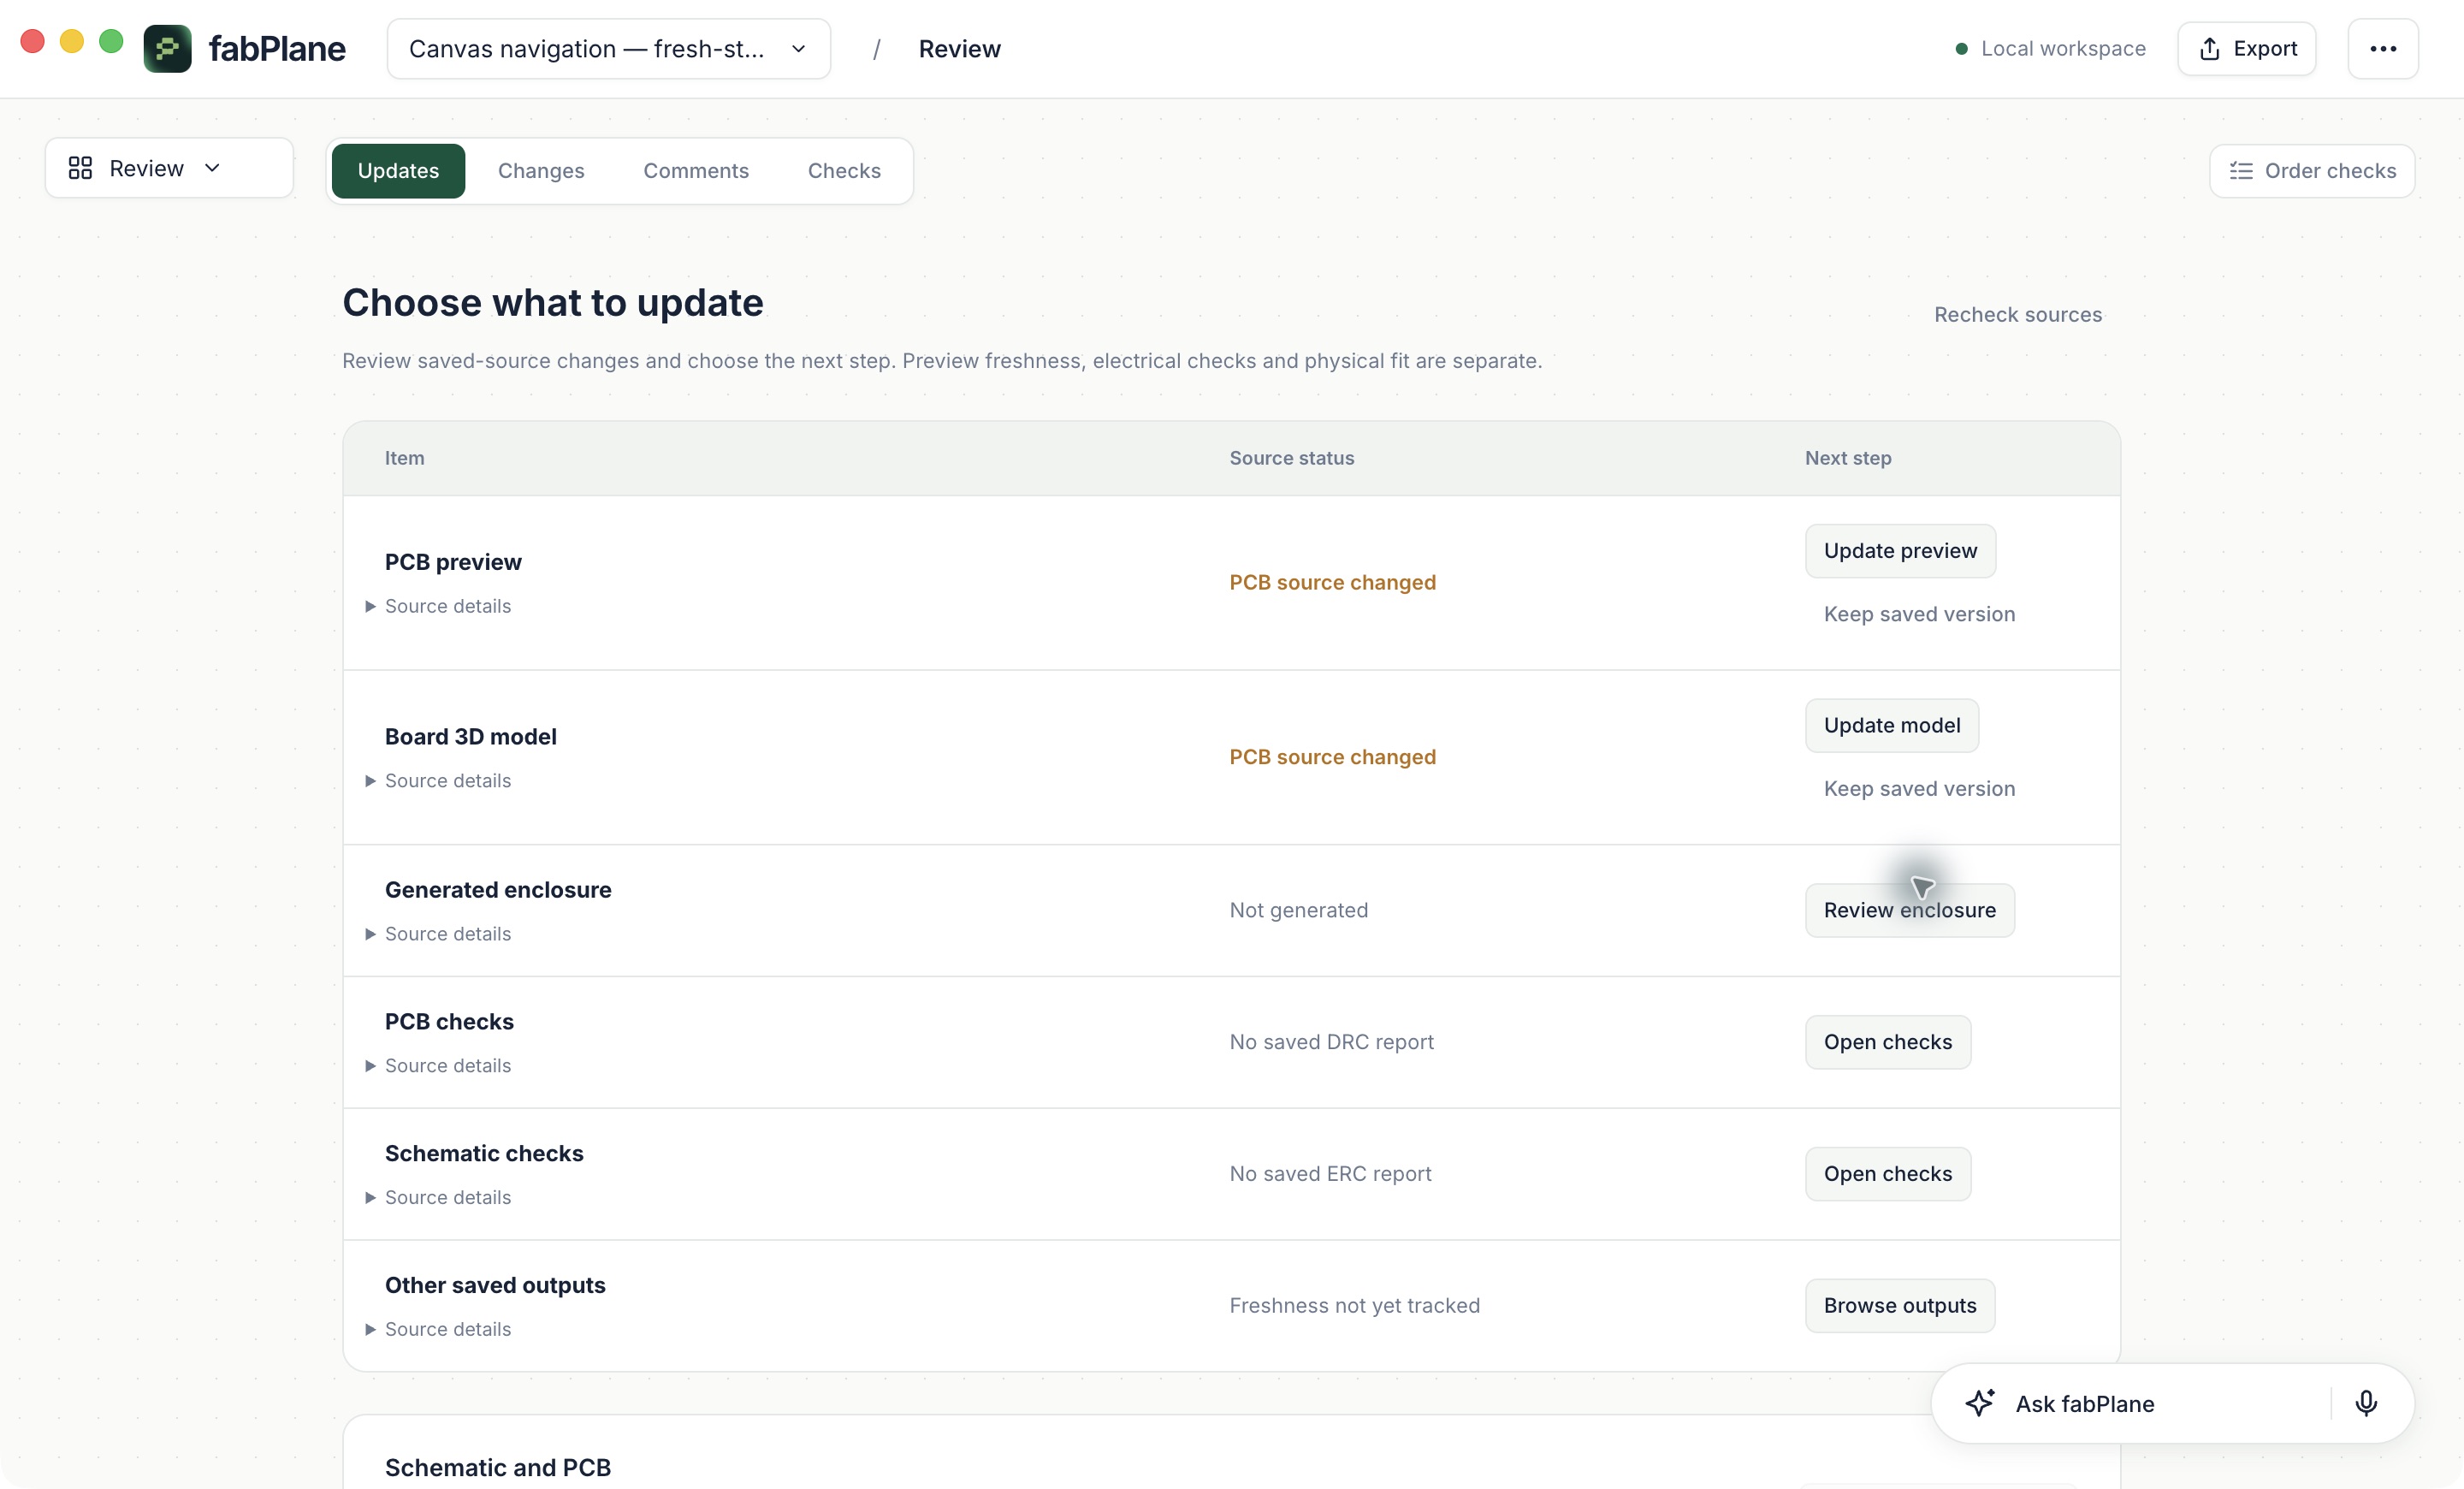 fabPlane
Canvas navigation — fresh-st...
/
Review
Local workspace
Export
Review
Updates
Changes
Comments
Checks
Order checks
Choose what to update
Recheck sources
Review saved-source changes and choose the next step. Preview freshness, electrical checks and physical fit are separate.
Item
Source status
Next step
PCB preview
Source details
PCB source changed
Update preview
Keep saved version
Board 3D model
Source details
PCB source changed
Update model
Keep saved version
Generated enclosure
Source details
Not generated
Review enclosure
PCB checks
Source details
No saved DRC report
Open checks
Schematic checks
Source details
No saved ERC report
Open checks
Other saved outputs
Source details
Freshness not yet tracked
Browse outputs
Ask fabPlane
Schematic and PCB